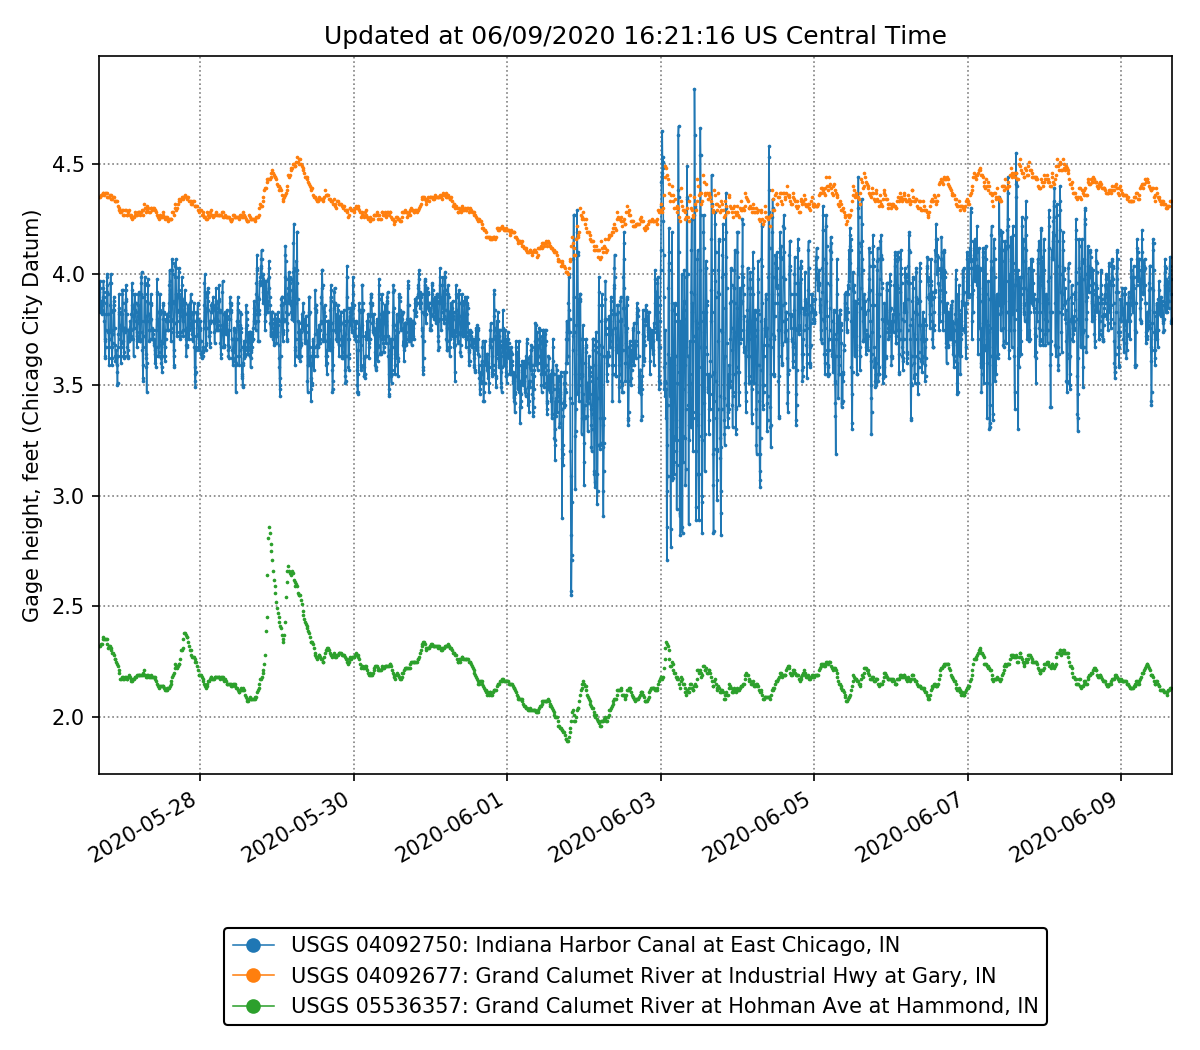 Updated at 06/09/2020 16:21:16 US Central Time
Gage height, feet (Chicago City Datum)
4.5
4.0
3.5
3.0
2.5
2.0
2020-05-28
2020-05-30
2020-06-01
2020-06-03
2020-06-05
2020-06-07
2020-06-09
USGS 04092750: Indiana Harbor Canal at East Chicago, IN
USGS 04092677: Grand Calumet River at Industrial Hwy at Gary, IN
USGS 05536357: Grand Calumet River at Hohman Ave at Hammond, IN